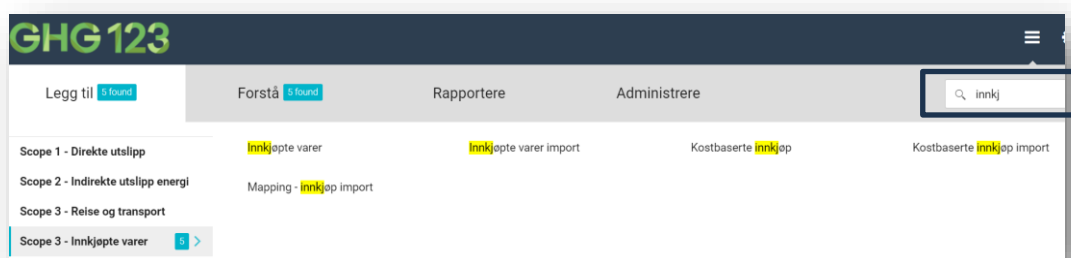 GHG 123
Legg til 5 found Forstå 5 found Rapportere Administrere innkj
Scope 1 - Direkte utslipp
Scope 2 - Indirekte utslipp energi
Scope 3 - Reise og transport
Scope 3 - Innkjøpte varer 5
Innkjøpte varer Innkjøpte varer import Kostbaserte innkjøp Kostbaserte innkjøp import
Mapping - innkjøp import